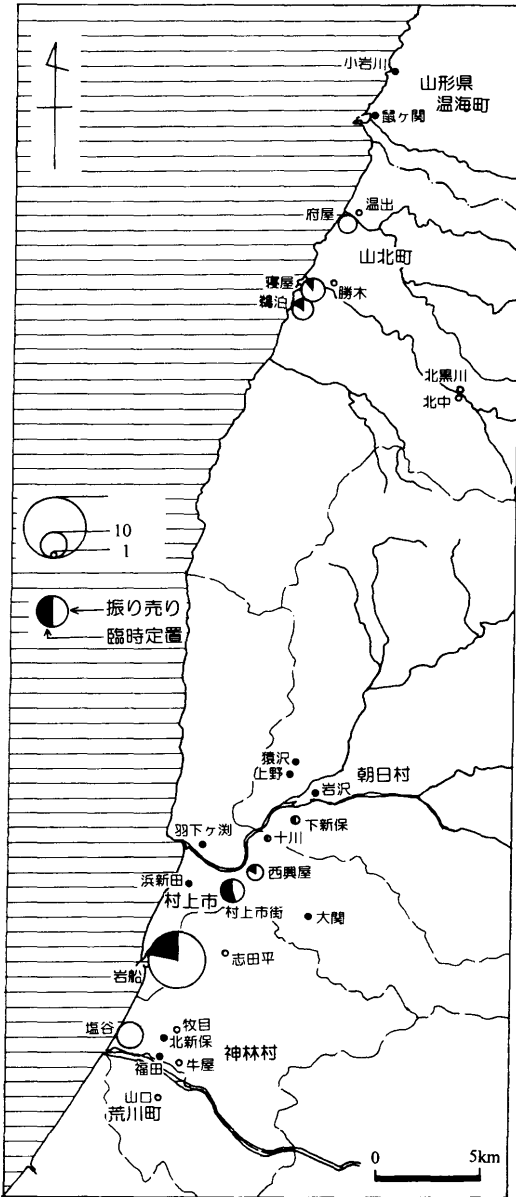 小岩川
山形県
温海町
鼠ヶ関
温出
府屋
山北町
寝屋
勝木
鵜泊
北黒川
北中
10
1
振り売り
臨時定置
猿沢
上野
朝日村
岩沢
下新保
羽下ヶ渕
十川
西興屋
浜新田
村上市
村上市街
大関
志田平
岩船
塩谷
牧目
北新保
神林村
福田
牛屋
山口
荒川町
0 5km